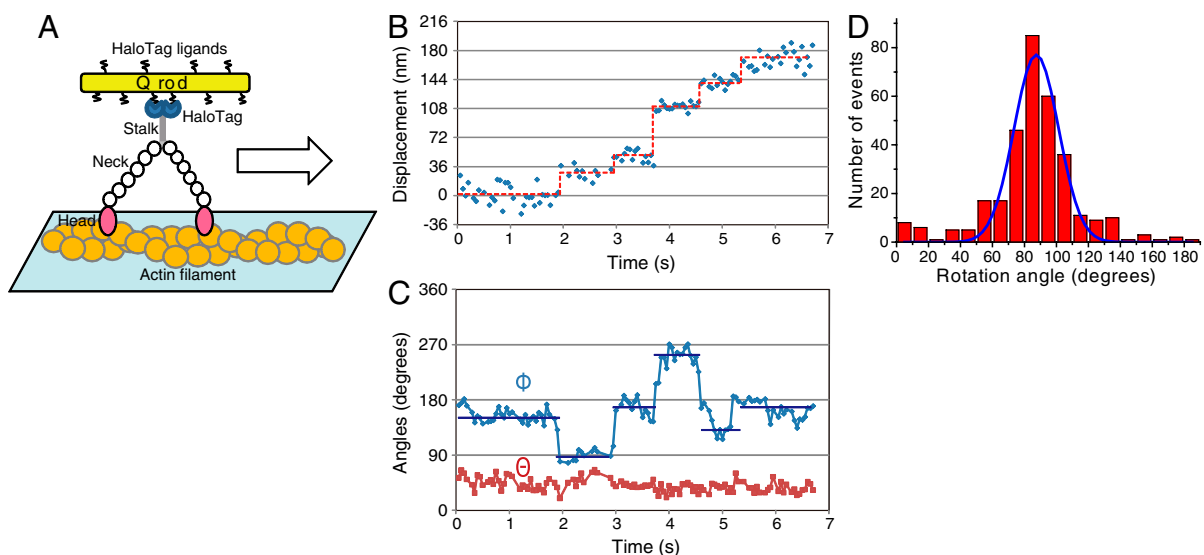 A
HaloTag ligands
Q rod
HaloTag
Stalk
Neck
Head
Actin filament
B
Displacement (nm)
216
180
144
108
72
36
0
-36
0 1 2 3 4 5 6 7
Time (s)
C
Angles (degrees)
360
270
180
90
0
Φ
Θ
0 1 2 3 4 5 6 7
Time (s)
D
Number of events
80
60
40
20
0
0 20 40 60 80 100 120 140 160 180
Rotation angle (degrees)